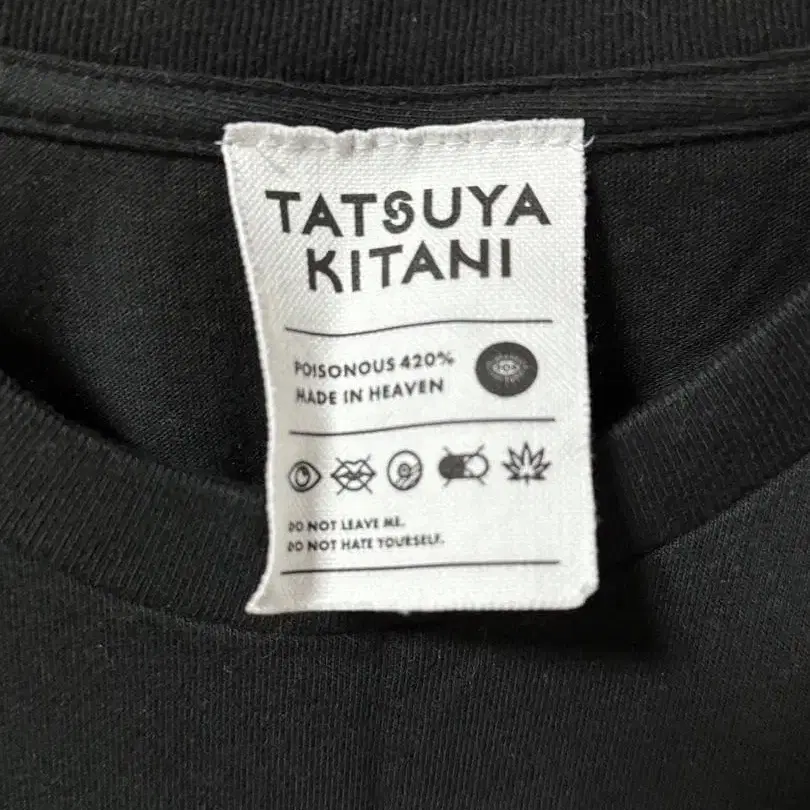 TATSUYA
KITANI
POISONOUS 420%
MADE IN HEAVEN
DO NOT LEAVE ME.
DO NOT HATE YOURSELF.